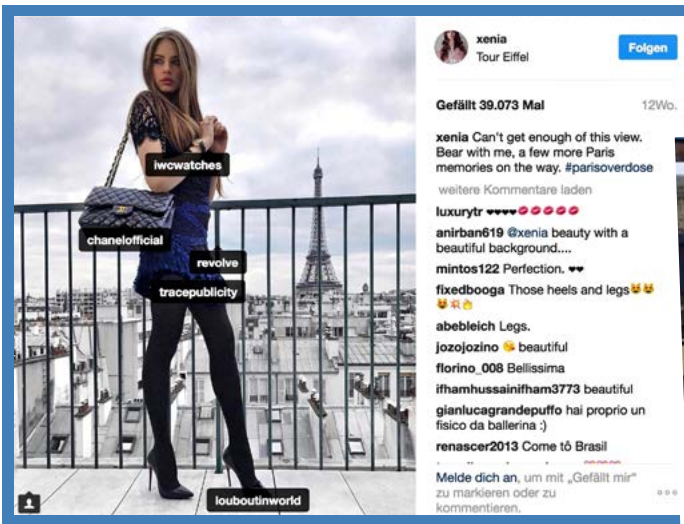 xenia
Tour Eiffel
Folgen
Gefällt 39.073 Mal
12Wo.
xenia Can't get enough of this view.
Bear with me, a few more Paris
memories on the way. #parisoverdose
weitere Kommentare laden
luxurytr ♥♥♥♥💋💋💋💋💋
anirban619 @xenia beauty with a
beautiful background....
mintos122 Perfection. ♥♥
fixedbooga Those heels and legs😻😻
😻💥🔥
abebleich Legs.
jozojozino 😘 beautiful
florino_008 Bellissima
ifhamhussainifham3773 beautiful
gianlucagrandepuffo hai proprio un
fisico da ballerina :)
renascer2013 Come tô Brasil
Melde dich an, um mit „Gefällt mir“
zu markieren oder zu
kommentieren.
iwcwatches
chanelofficial
revolve
tracepublicity
louboutinworld